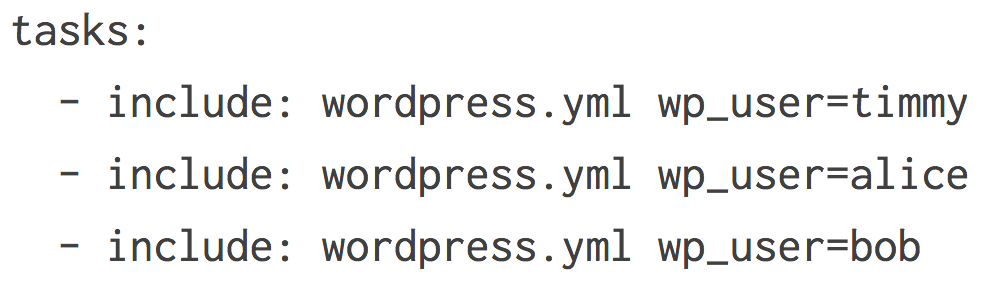 tasks:
  - include: wordpress.yml wp_user=timmy
  - include: wordpress.yml wp_user=alice
  - include: wordpress.yml wp_user=bob